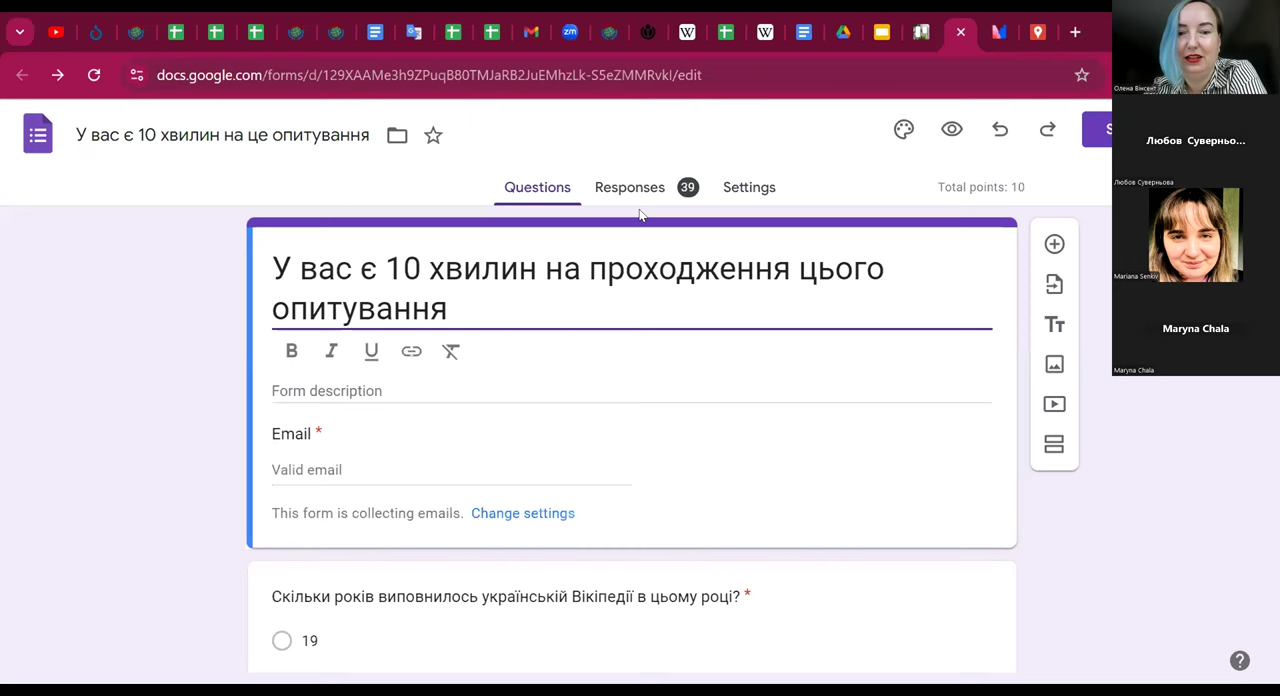 docs.google.com/forms/d/129XAAMe3h9ZPuqB80TMJaRB2JuEMhzLk-S5eZMMRvkI/edit
Олена Вінсент
У вас є 10 хвилин на це опитування
Любов Суверньо...
Любов Суверньова
Questions
Responses 39
Settings
Total points: 10
У вас є 10 хвилин на проходження цього
опитування
Mariana Senkiv
Maryna Chala
Maryna Chala
Form description
Email *
Valid email
This form is collecting emails. Change settings
Скільки років виповнилось українській Вікіпедії в цьому році? *
19